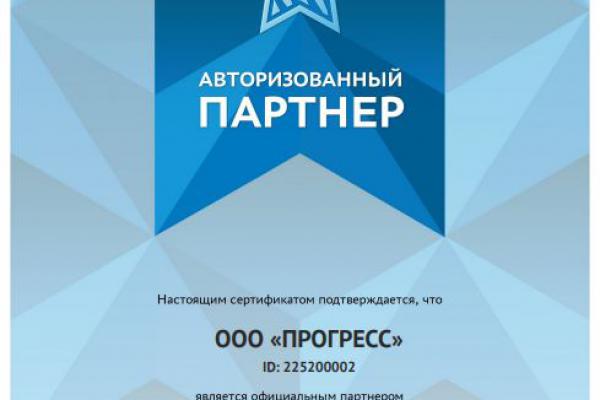 АВТОРИЗОВАННЫЙ
ПАРТНЕР
Настоящим сертификатом подтверждается, что
ООО «ПРОГРЕСС»
ID: 225200002
является официальным партнером